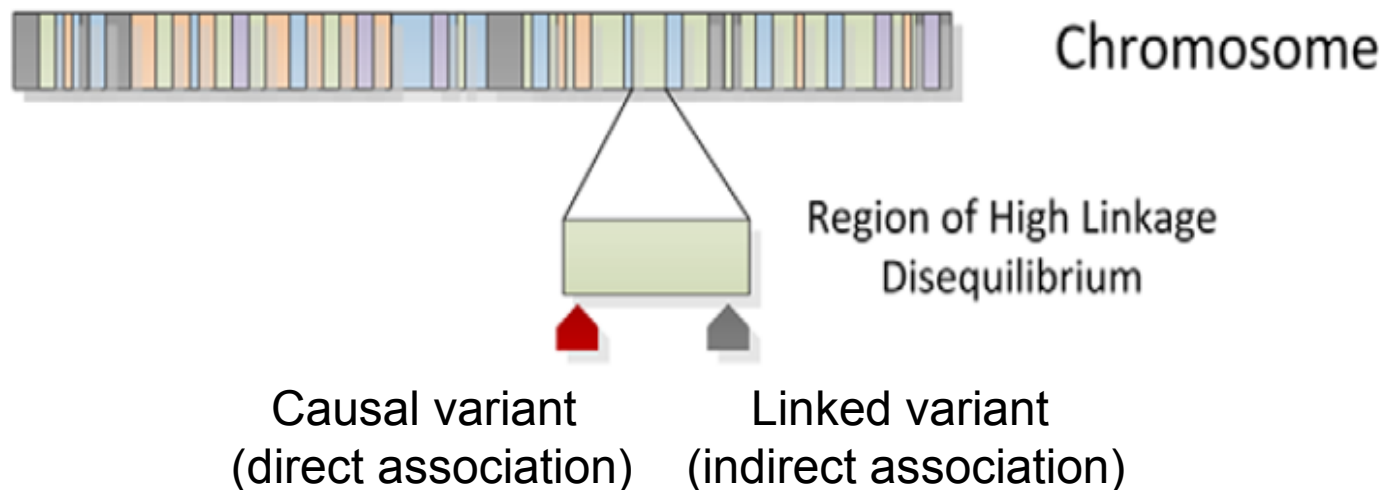 Chromosome
Region of High Linkage
Disequilibrium
Causal variant
(direct association)
Linked variant
(indirect association)